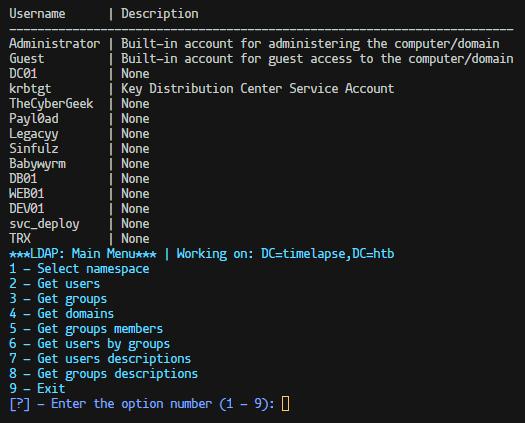 Username      | Description
----------------------------------------------------------------------
Administrator | Built-in account for administering the computer/domain
Guest         | Built-in account for guest access to the computer/domain
DC01          | None
krbtgt        | Key Distribution Center Service Account
TheCyberGeek  | None
Payl0ad       | None
Legacyy       | None
Sinfulz       | None
Babywyrm      | None
DB01          | None
WEB01         | None
DEV01         | None
svc_deploy    | None
TRX           | None
***LDAP: Main Menu*** | Working on: DC=timelapse,DC=htb
1 - Select namespace
2 - Get users
3 - Get groups
4 - Get domains
5 - Get groups members
6 - Get users by groups
7 - Get users descriptions
8 - Get groups descriptions
9 - Exit
[?] - Enter the option number (1 - 9):